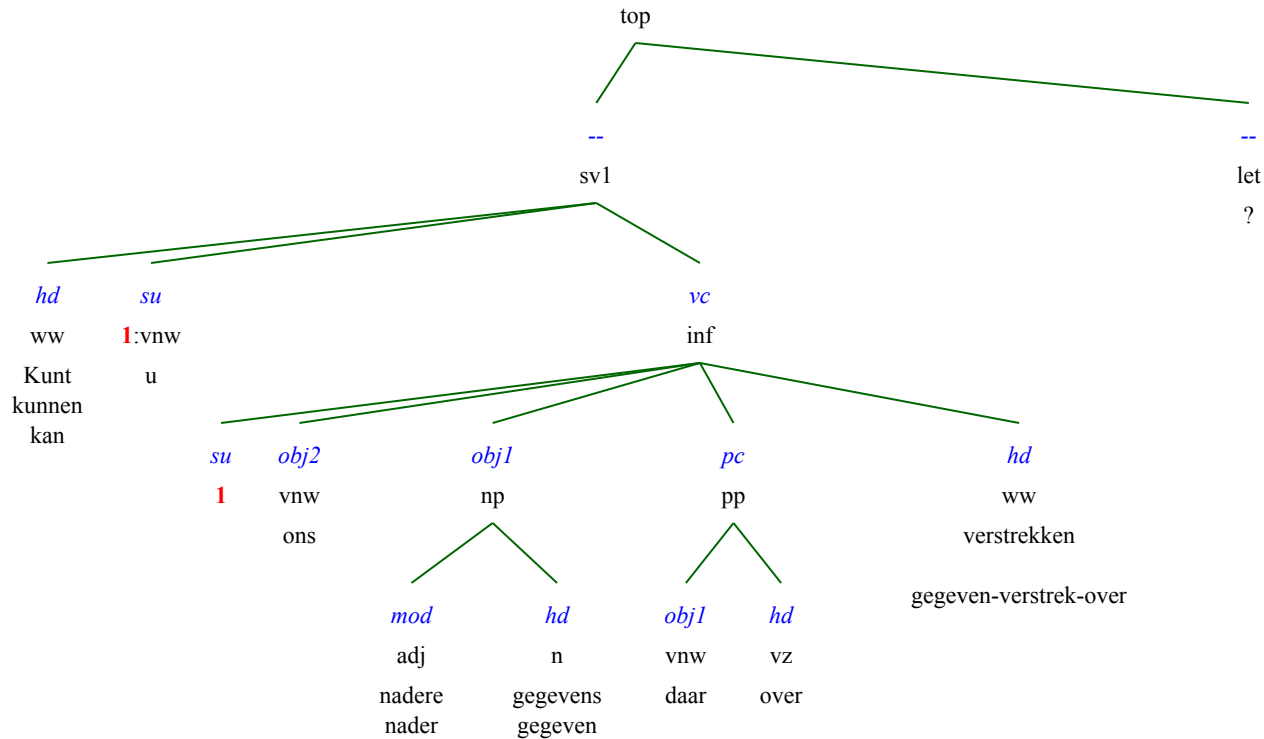 top
-- --
sv1 let
?
hd su vc
ww 1:vnw inf
Kunt u
kunnen
kan
su obj2 obj1 pc hd
1 vnw np pp ww
ons verstrekken
gegeven-verstrek-over
mod hd obj1 hd
adj n vnw vz
nadere gegevens daar over
nader gegeven